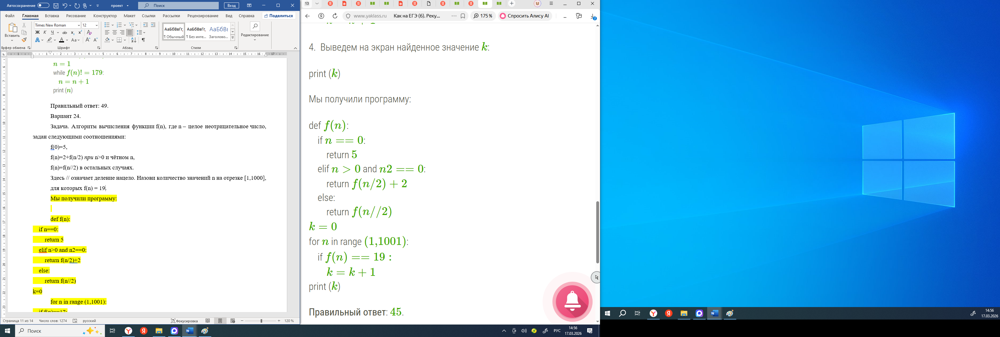 Автосохранение
проект
Поиск
Вход
Файл
Главная
Вставка
Рисование
Конструктор
Макет
Ссылки
Рассылки
Рецензирование
Вид
Справка
Поделиться
Вставить
Times New Roman
12
Ж К Ч ab x₂ x²
АаБбВвГг,
АаБбВвГг,
АаБбВı
¶ Обычный
¶ Без инте...
Заголово...
Редактирование
Буфер обмена
Шрифт
Абзац
Стили
n = 1
while f(n)! = 179:
n = n + 1
print (n)
Правильный ответ: 49.
Вариант 24.
Задача. Алгоритм вычисления функции f(n), где n – целое неотрицательное число,
задан следующими соотношениями:
f(0)=5,
f(n)=2+f(n/2) при n>0 и чётном n,
f(n)=f(n//2) в остальных случаях.
Здесь // означает деление нацело. Назови количество значений n на отрезке [1,1000],
для которых f(n) = 19.
Мы получили программу:
def f(n):
if n==0:
return 5
elif n>0 and n2==0:
return f(n/2)+2
else:
return f(n//2)
k=0
for n in range (1,1001):
if f(n)==17:
Страница 11 из 14
Число слов: 1274
русский
Фокусировка
120 %
13
www.yaklass.ru
Как на ЕГЭ (6). Реку...
175 %
Спросить Алису AI
4. Выведем на экран найденное значение k:
print (k)
Мы получили программу:
def f(n):
if n == 0:
return 5
elif n > 0 and n2 == 0:
return f(n/2) + 2
else:
return f(n//2)
k = 0
for n in range (1,1001):
if f(n) == 19 :
k = k + 1
print (k)
Правильный ответ: 45.
Поиск
РУС
14:56
17.03.2026
14:56
17.03.2026